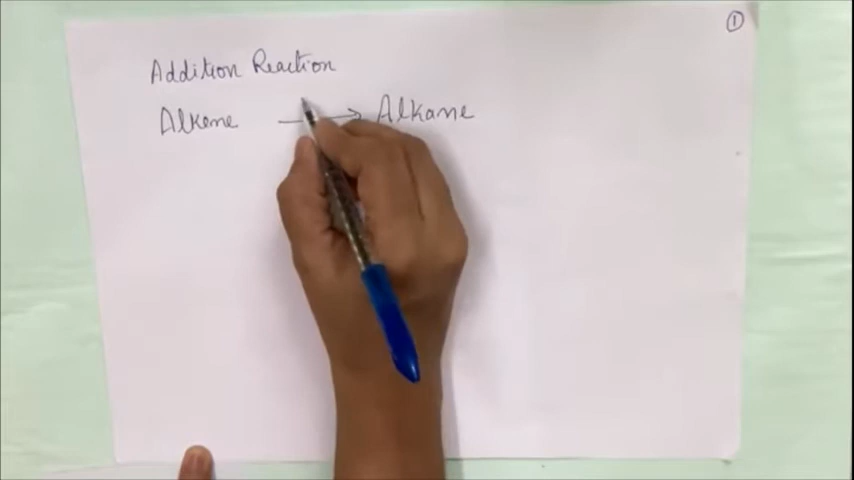 ①
Addition Reaction
Alkene → Alkane